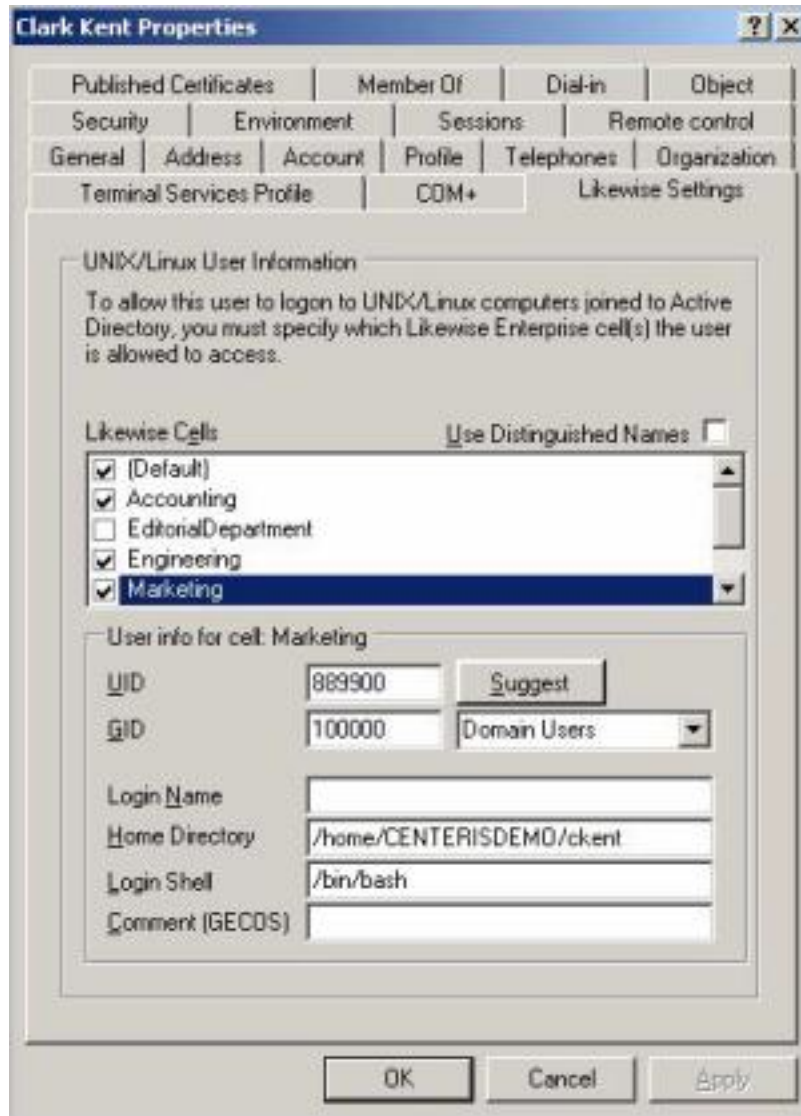 Clark Kent Properties
Published Certificates Member Of Dial-in Object
Security Environment Sessions Remote control
General Address Account Profile Telephones Organization
Terminal Services Profile COM+ Likewise Settings
UNIX/Linux User Information
To allow this user to logon to UNIX/Linux computers joined to Active
Directory, you must specify which Likewise Enterprise cell(s) the user
is allowed to access.
Likewise Cells Use Distinguished Names
(Default)
Accounting
EditorialDepartment
Engineering
Marketing
User info for cell: Marketing
UID 889900 Suggest
GID 100000 Domain Users
Login Name
Home Directory /home/CENTERISDEMO/ckent
Login Shell /bin/bash
Comment (GECOS)
OK Cancel Apply